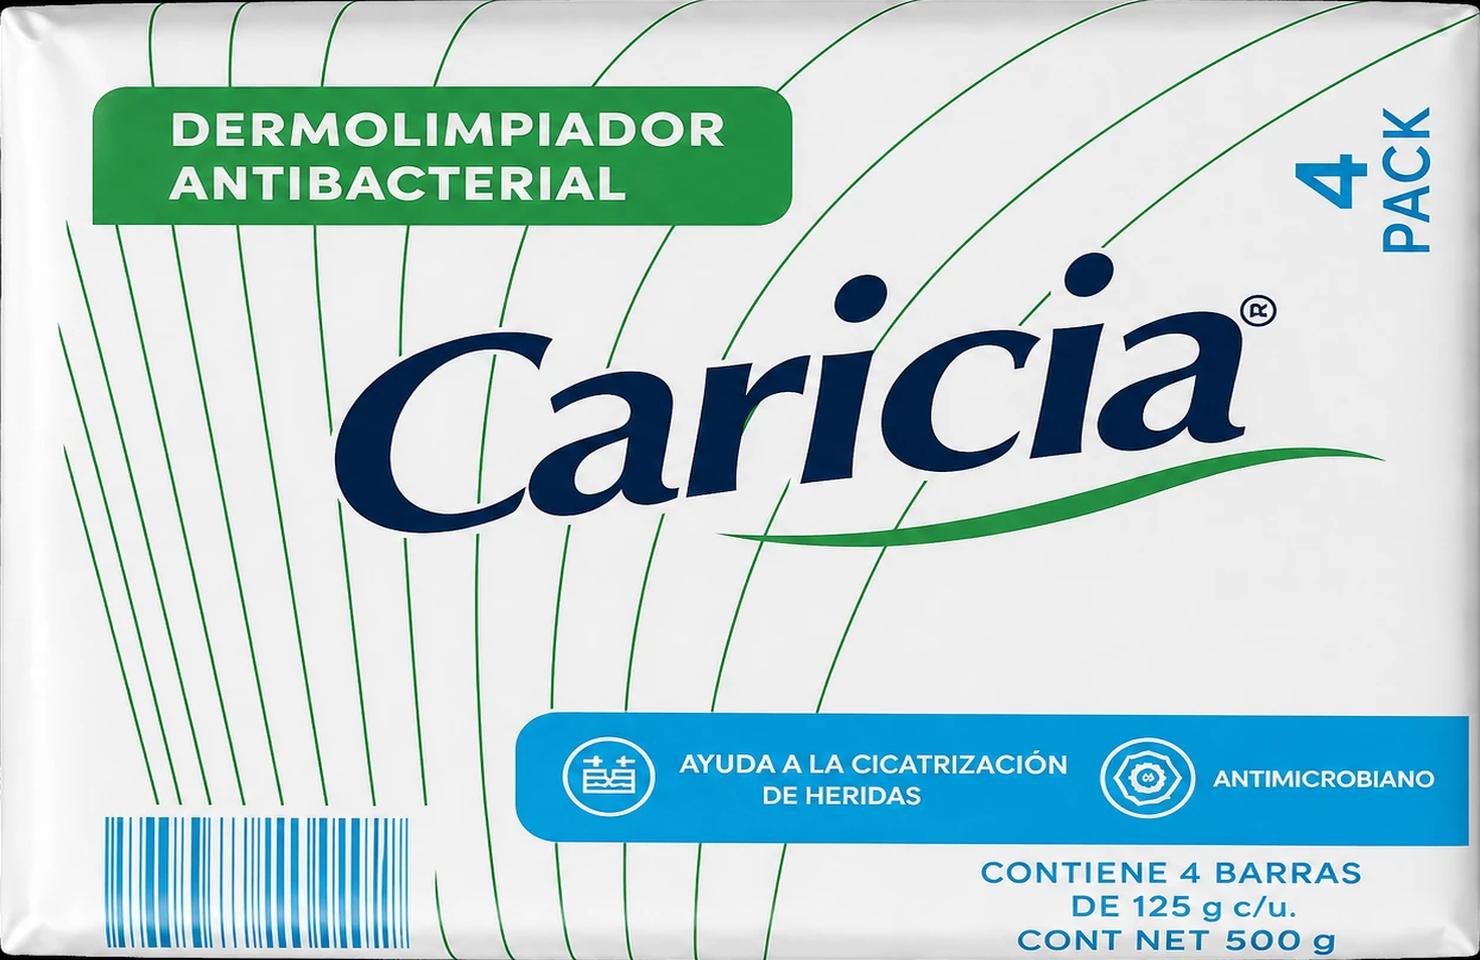 DERMOLIMPIADOR
ANTIBACTERIAL
4
PACK
Caricia®
AYUDA A LA CICATRIZACIÓN
DE HERIDAS
ANTIMICROBIANO
CONTIENE 4 BARRAS
DE 125 g c/u.
CONT NET 500 g